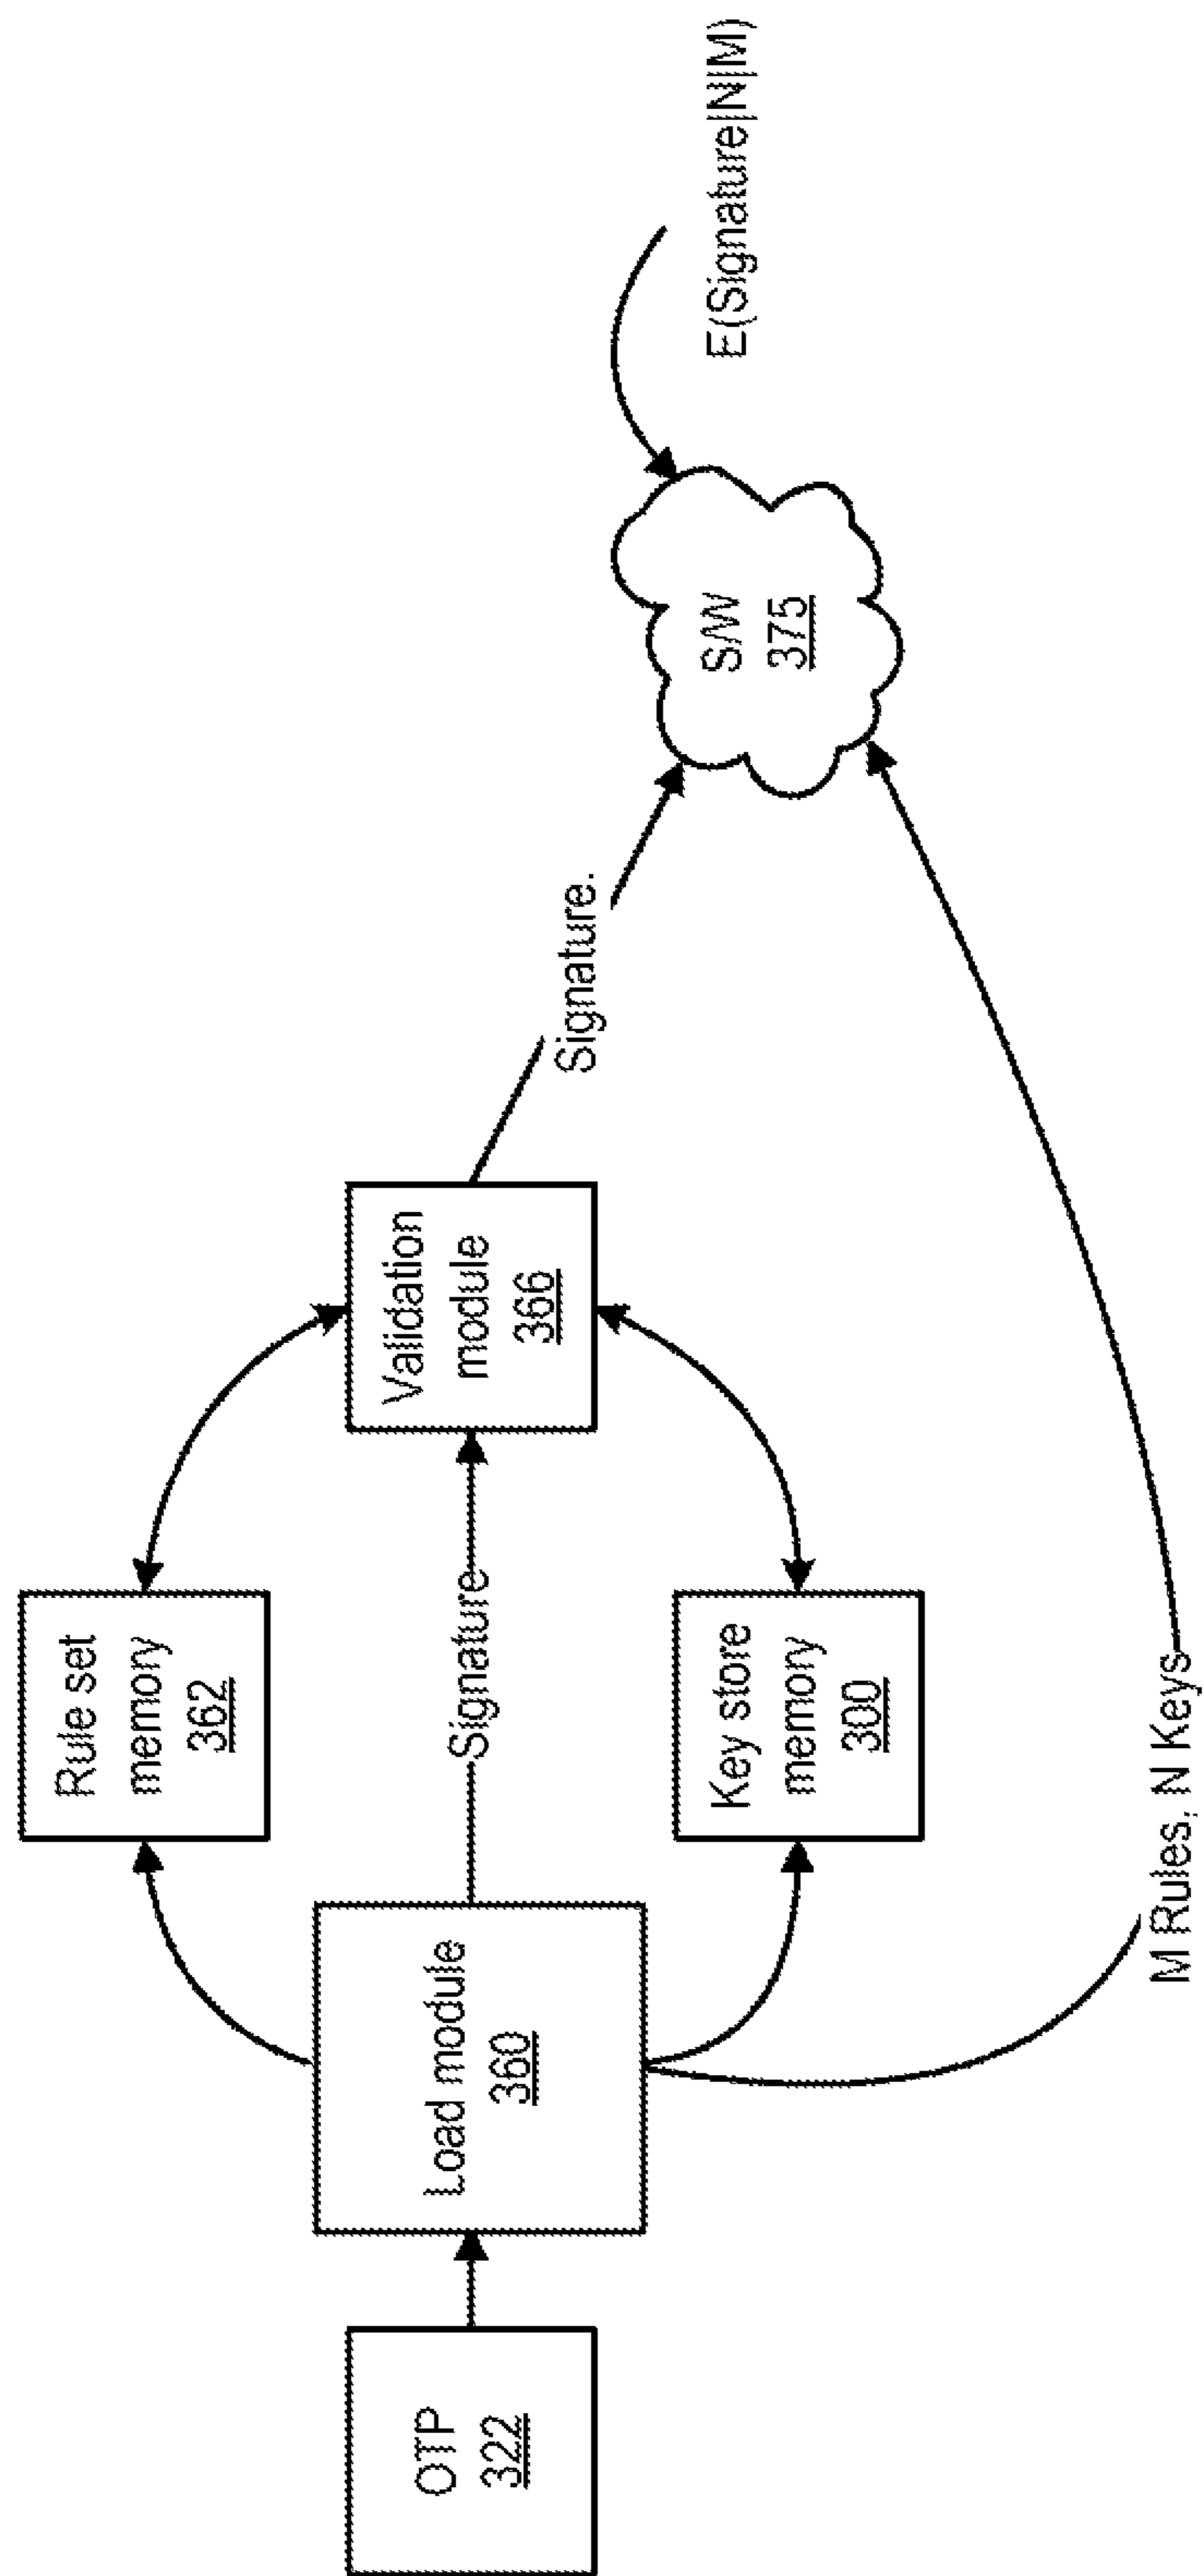 OTP
322
Load module
360
Rule set
memory
362
Signature
Key store
memory
300
Validation
module
366
Signature.
M Rules, N Keys
S/W
375
E(Signature|N|M)